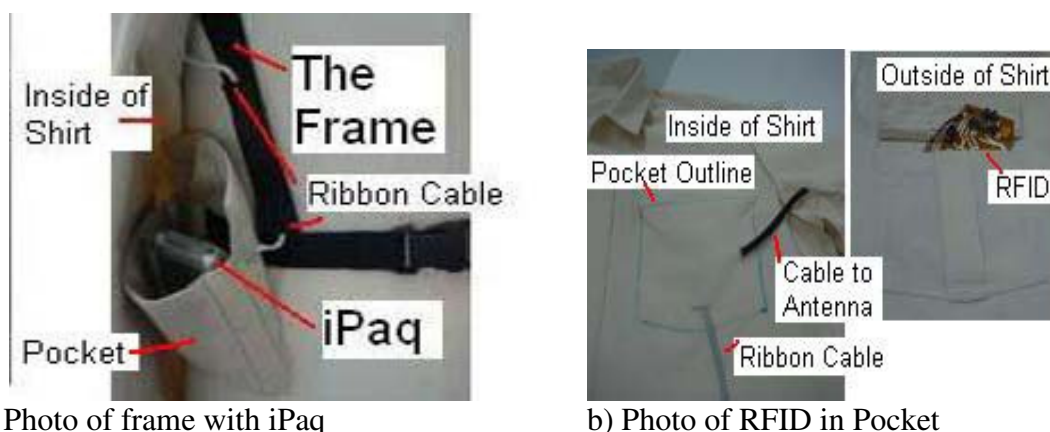 The
Frame
Inside of
Shirt
Ribbon Cable
iPaq
Pocket
Photo of frame with iPaq
Inside of Shirt
Pocket Outline
Cable to
Antenna
Ribbon Cable
Outside of Shirt
RFID
b) Photo of RFID in Pocket